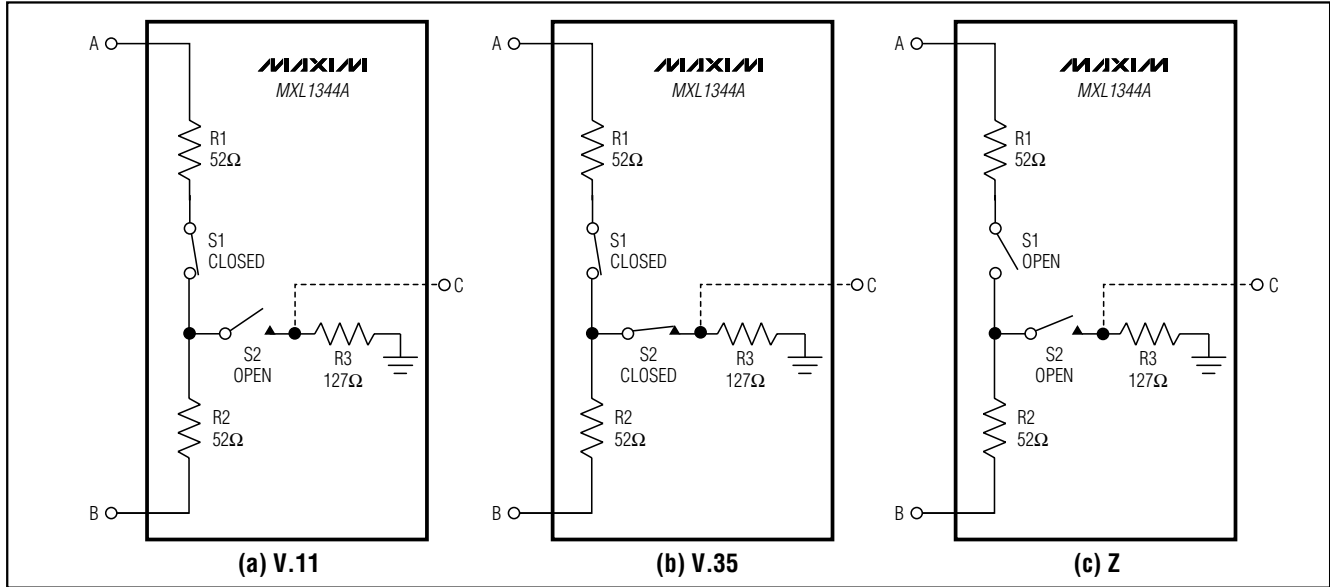 A
MAXIM
MXL1344A
R1
52Ω
S1
CLOSED
C
S2
OPEN
R3
127Ω
R2
52Ω
B
(a) V.11
A
MAXIM
MXL1344A
R1
52Ω
S1
CLOSED
C
S2
CLOSED
R3
127Ω
R2
52Ω
B
(b) V.35
A
MAXIM
MXL1344A
R1
52Ω
S1
OPEN
C
S2
OPEN
R3
127Ω
R2
52Ω
B
(c) Z